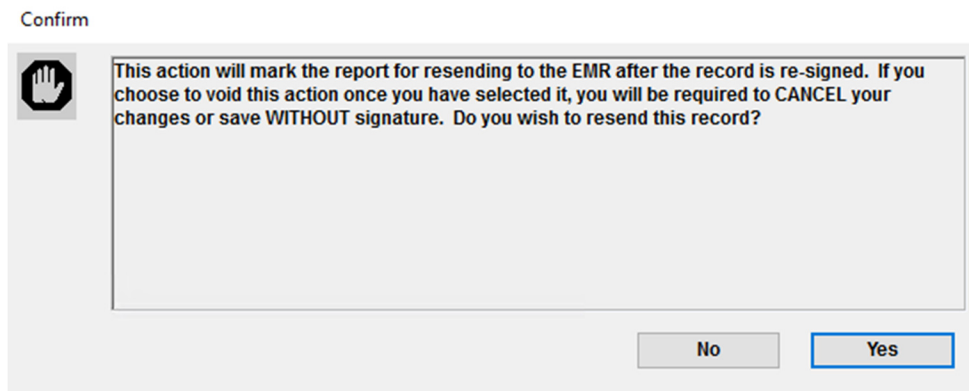 Confirm
This action will mark the report for resending to the EMR after the record is re-signed.  If you
choose to void this action once you have selected it, you will be required to CANCEL your
changes or save WITHOUT signature.  Do you wish to resend this record?
No Yes